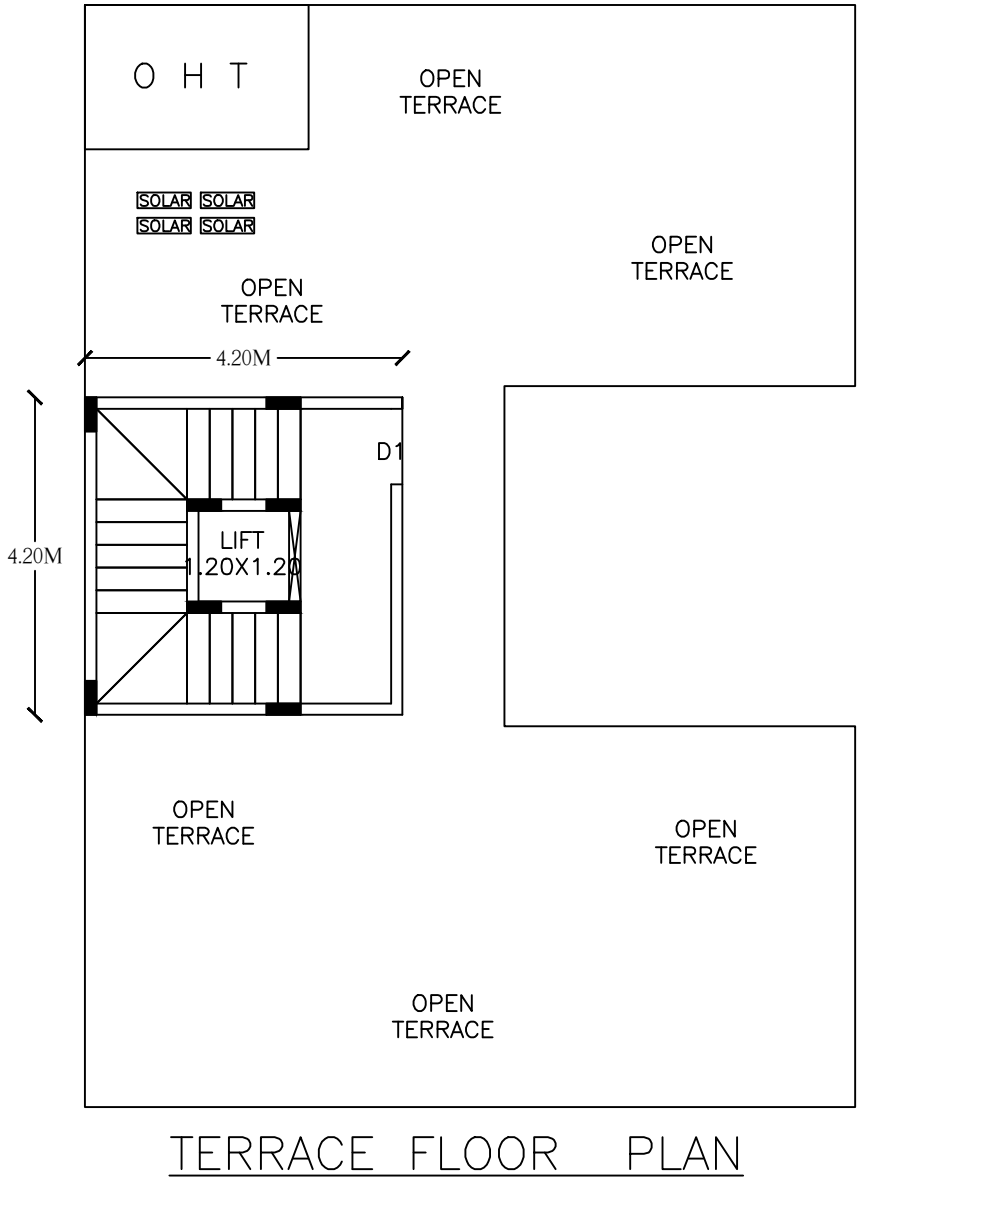 O H T
OPEN
TERRACE
SOLAR SOLAR
SOLAR SOLAR
OPEN
TERRACE
OPEN
TERRACE
4.20M
D1
LIFT
1.20X1.20
4.20M
OPEN
TERRACE
OPEN
TERRACE
OPEN
TERRACE
TERRACE FLOOR PLAN